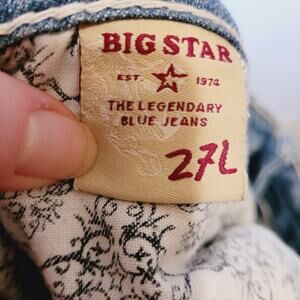 BIG STAR
EST. 1974
THE LEGENDARY
BLUE JEANS
27L